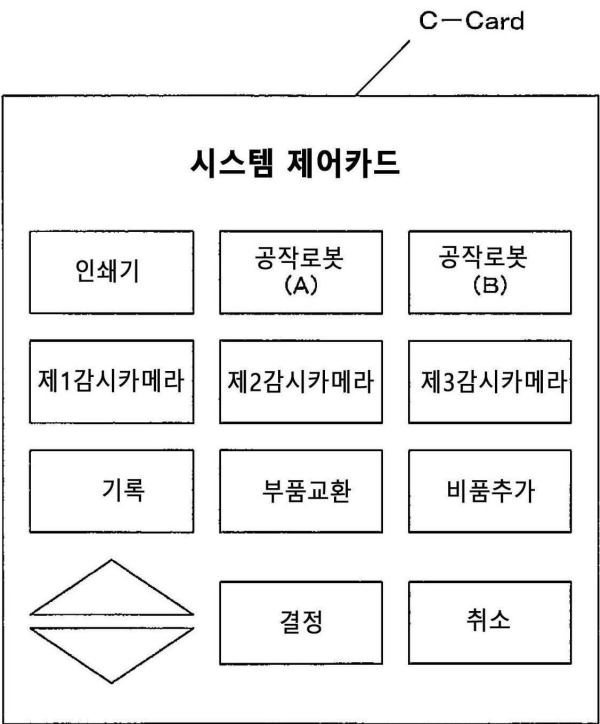 C－Card
시스템 제어카드
인쇄기
공작로봇
(A)
공작로봇
(B)
제1감시카메라
제2감시카메라
제3감시카메라
기록
부품교환
비품추가
결정
취소